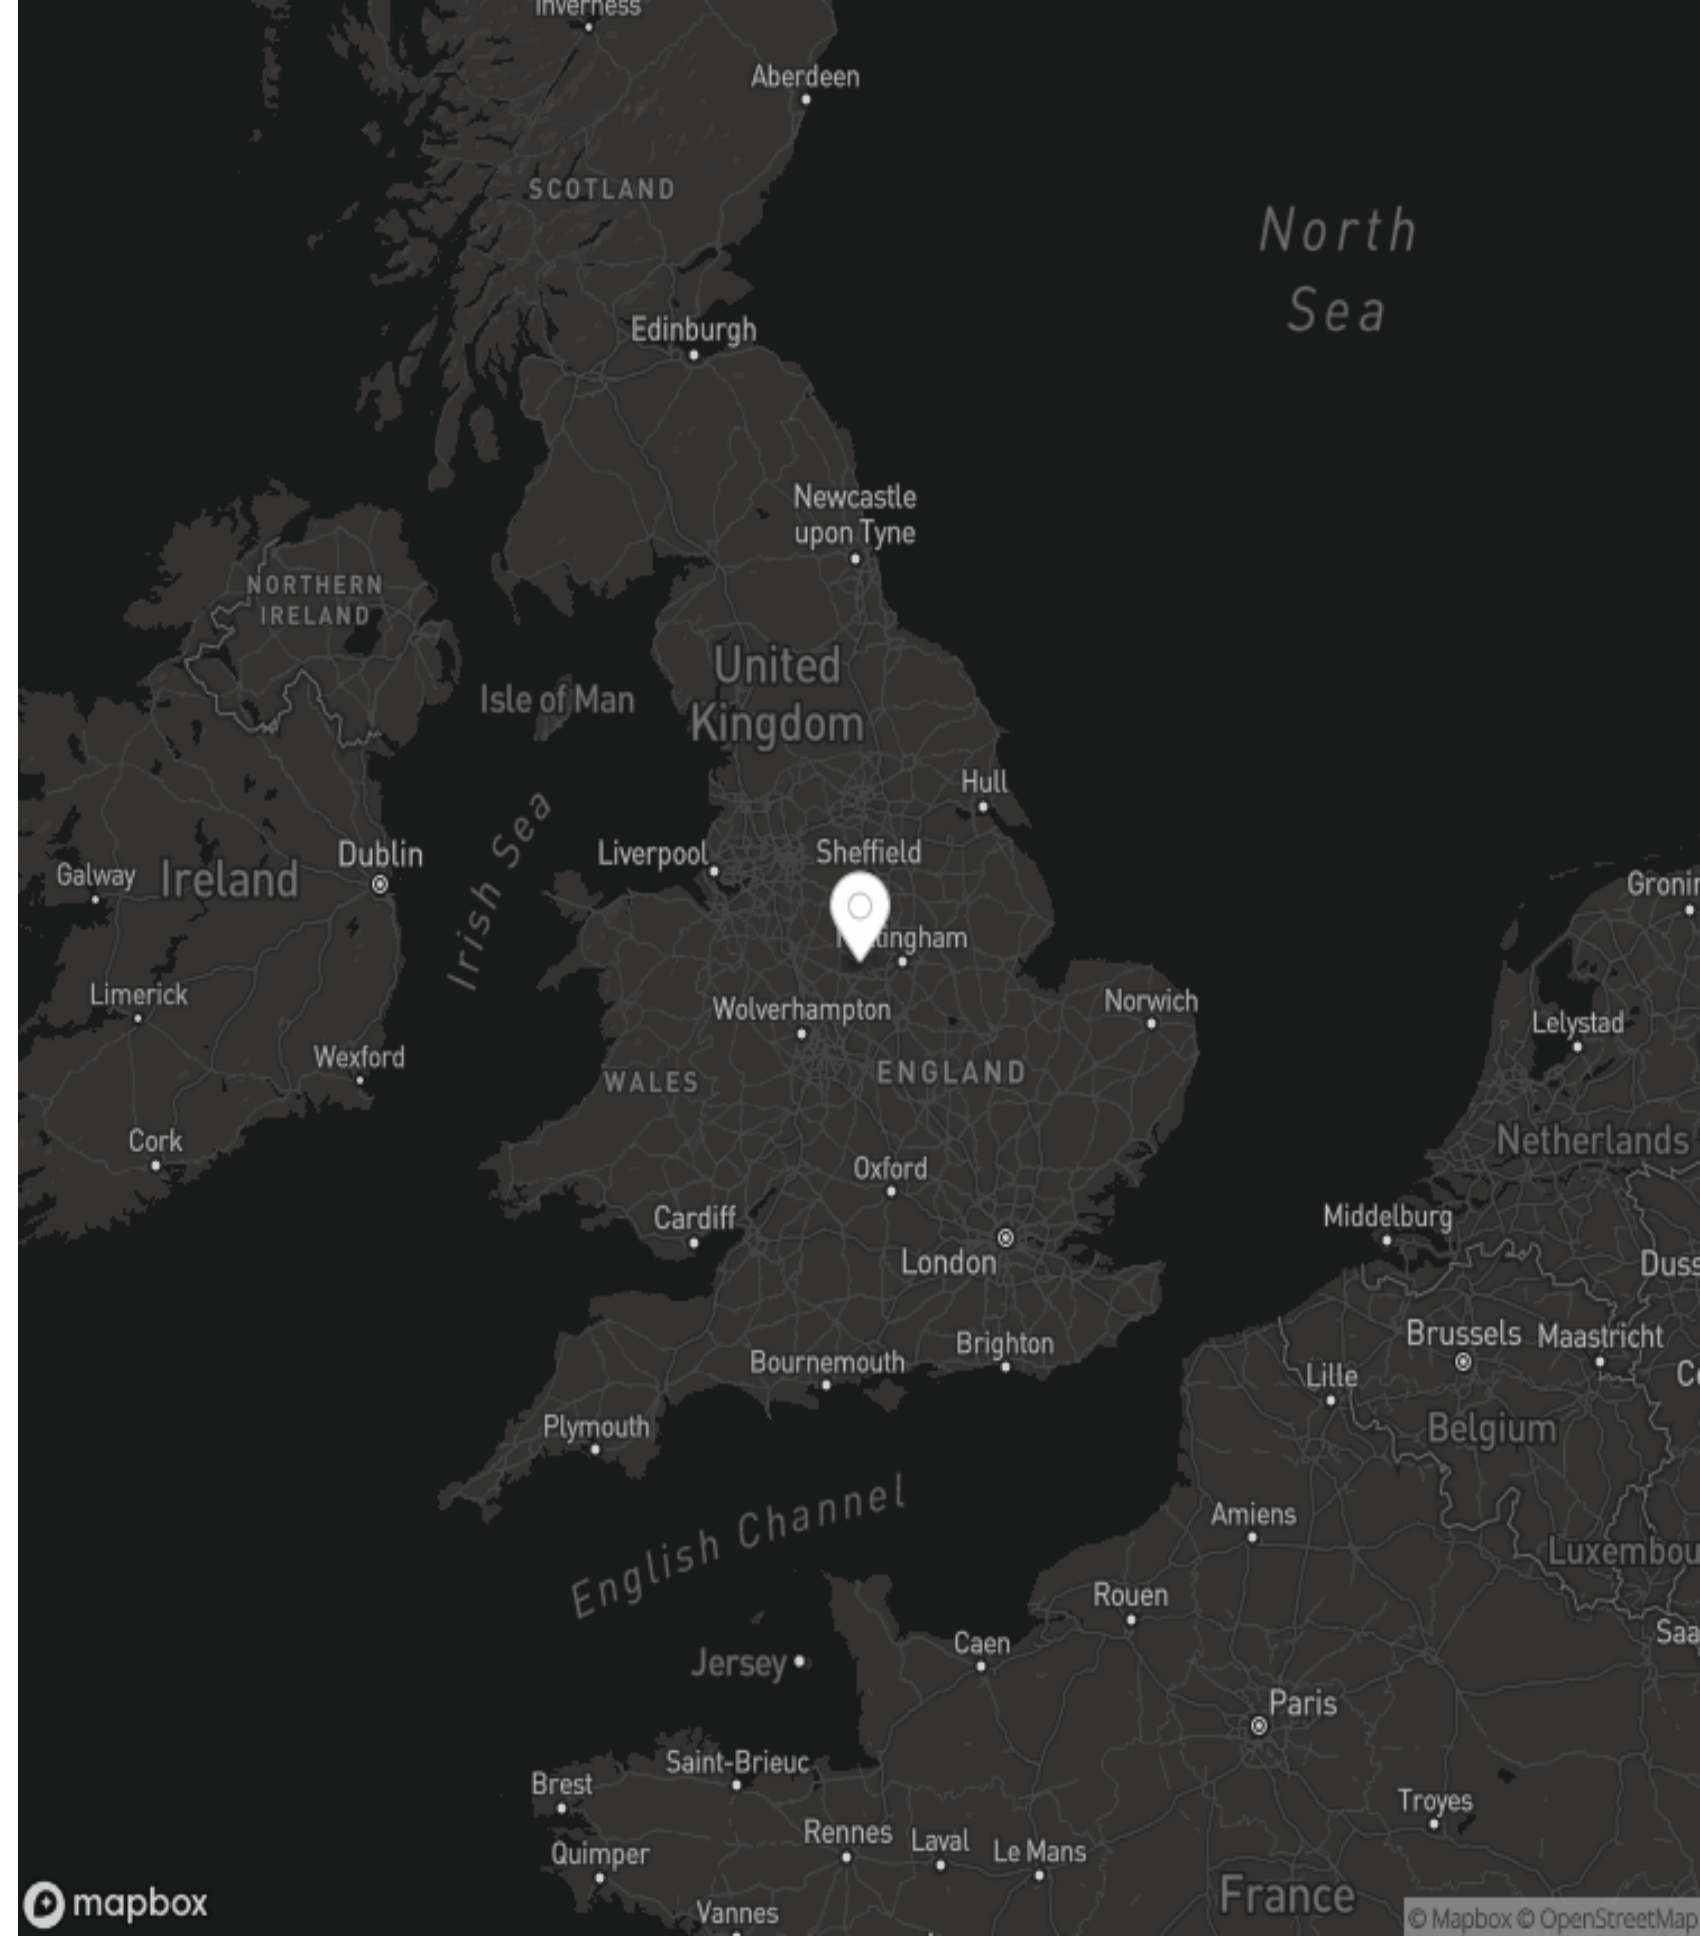 Inverness
Aberdeen
SCOTLAND
North
Sea
Edinburgh
Newcastle
upon Tyne
NORTHERN
IRELAND
United
Kingdom
Isle of Man
Hull
Irish Sea
Liverpool
Sheffield
Dublin
Galway
Ireland
Gronin
tingham
Limerick
Wolverhampton
Norwich
Lelystad
Wexford
WALES
ENGLAND
Cork
Netherlands
Oxford
Cardiff
Middelburg
London
Duss
Brighton
Brussels
Maastricht
Bournemouth
Lille
Plymouth
Belgium
English Channel
Amiens
Luxembou
Rouen
Caen
Saa
Jersey
Paris
Saint-Brieuc
Brest
Troyes
Rennes
Laval
Le Mans
Quimper
France
mapbox
Vannes
© Mapbox © OpenStreetMap